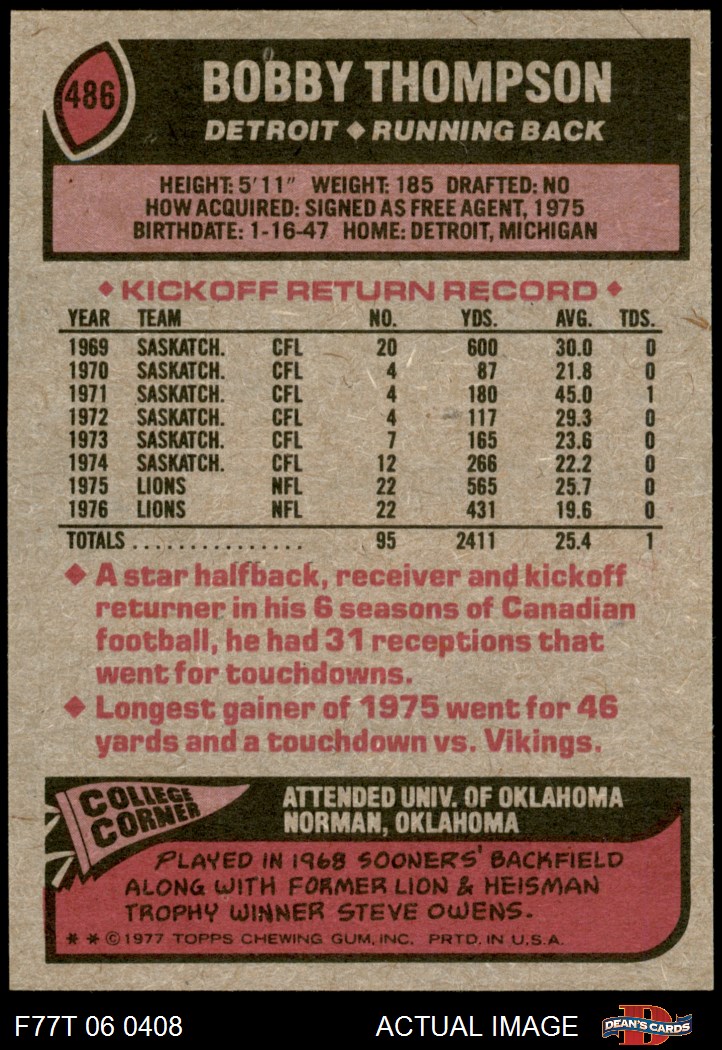 486
BOBBY THOMPSON
DETROIT ◆ RUNNING BACK
HEIGHT: 5'11" WEIGHT: 185 DRAFTED: NO
HOW ACQUIRED: SIGNED AS FREE AGENT, 1975
BIRTHDATE: 1-16-47 HOME: DETROIT, MICHIGAN
◆ KICKOFF RETURN RECORD ◆
YEAR TEAM NO. YDS. AVG. TDS.
1969 SASKATCH. CFL 20 600 30.0 0
1970 SASKATCH. CFL 4 87 21.8 0
1971 SASKATCH. CFL 4 180 45.0 1
1972 SASKATCH. CFL 4 117 29.3 0
1973 SASKATCH. CFL 7 165 23.6 0
1974 SASKATCH. CFL 12 266 22.2 0
1975 LIONS NFL 22 565 25.7 0
1976 LIONS NFL 22 431 19.6 0
TOTALS ................ 95 2411 25.4 1
◆ A star halfback, receiver and kickoff
returner in his 6 seasons of Canadian
football, he had 31 receptions that
went for touchdowns.
◆ Longest gainer of 1975 went for 46
yards and a touchdown vs. Vikings.
COLLEGE
CORNER
ATTENDED UNIV. OF OKLAHOMA
NORMAN, OKLAHOMA
PLAYED IN 1968 SOONERS' BACKFIELD
ALONG WITH FORMER LION & HEISMAN
TROPHY WINNER STEVE OWENS.
* * © 1977 TOPPS CHEWING GUM, INC. PRTD. IN U.S.A.
F77T 06 0408 ACTUAL IMAGE
D
DEAN'S CARDS